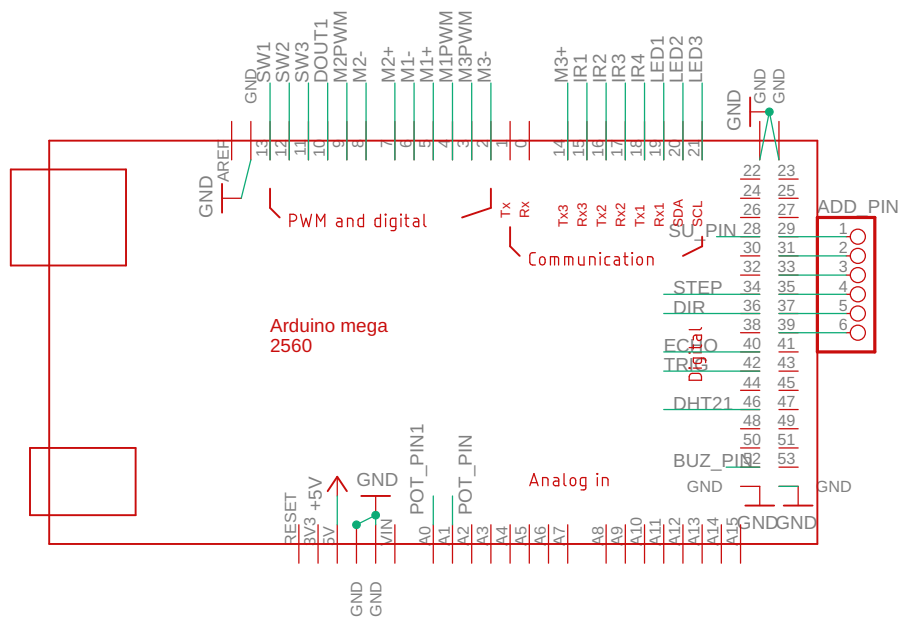 GND
SW1
SW2
SW3
DOUT1
M2PWM
M2-
M2+
M1-
M1+
M1PWM
M3PWM
M3-
M3+
IR1
IR2
IR3
IR4
LED1
LED2
LED3
GND
GND
GND
AREF
13
12
11
10
9
8
7
6
5
4
3
2
1
0
14
15
16
17
18
19
20
21
GND
PWM and digital
Tx
Rx
Tx3
Rx3
Tx2
Rx2
Tx1
Rx1
SDA
SCL
Communication
22 23
24 25
26 27
SU_PIN 28 29
30 31
32 33
STEP 34 35
DIR 36 37
38 39
ECHO 40 41
TRIG 42 43
44 45
DHT21 46 47
48 49
50 51
BUZ_PIN 52 53
GND GND
GND GND
Digital
ADD_PIN
1
2
3
4
5
6
Arduino mega
2560
Analog in
POT_PIN1
POT_PIN
GND
+5V
RESET
3V3
5V
VIN
A0
A1
A2
A3
A4
A5
A6
A7
A8
A9
A10
A11
A12
A13
A14
A15
GND
GND